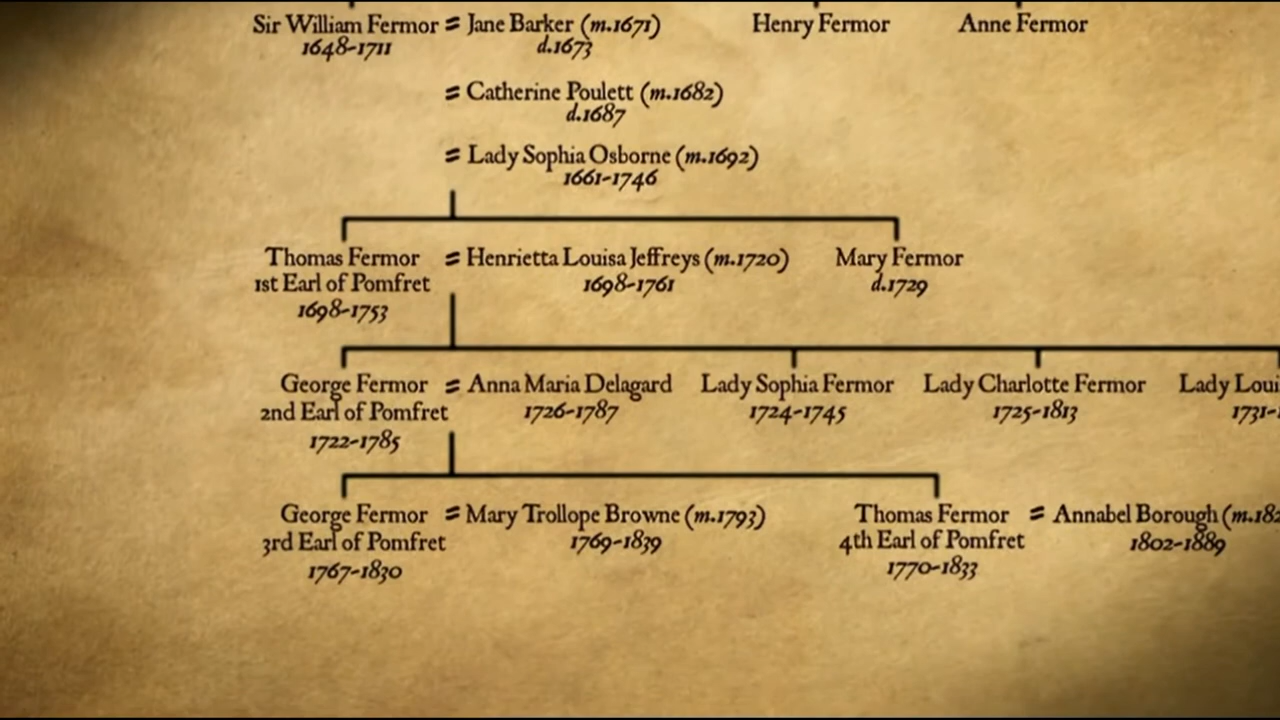 Sir William Fermor = Jane Barker (m.1671) Henry Fermor Anne Fermor
1648-1711 d.1673
= Catherine Poulett (m.1682)
d.1687
= Lady Sophia Osborne (m.1692)
1661-1746
Thomas Fermor = Henrietta Louisa Jeffreys (m.1720) Mary Fermor
1st Earl of Pomfret 1698-1761 d.1729
1698-1753
George Fermor = Anna Maria Delagard Lady Sophia Fermor Lady Charlotte Fermor Lady
2nd Earl of Pomfret 1726-1787 1724-1745 1725-1813 1731-
1722-1785
George Fermor = Mary Trollope Browne (m.1793) Thomas Fermor = Annabel Borough
3rd Earl of Pomfret 1769-1839 4th Earl of Pomfret 1802-1889
1767-1830 1770-1833